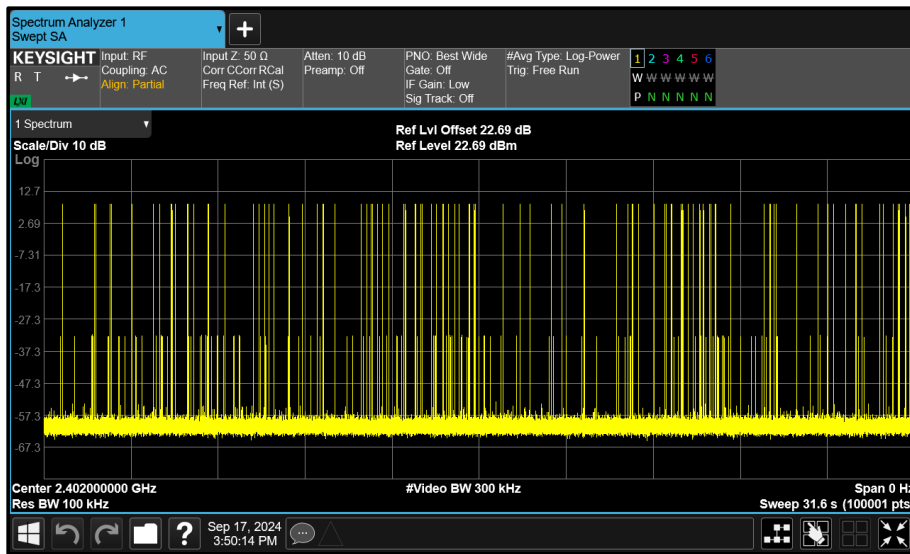 Spectrum Analyzer 1
Swept SA
+
KEYSIGHT
R T
LXI
Input: RF
Coupling: AC
Align: Partial
Input Z: 50 Ω
Corr CCorr RCal
Freq Ref: Int (S)
Atten: 10 dB
Preamp: Off
PNO: Best Wide
Gate: Off
IF Gain: Low
Sig Track: Off
#Avg Type: Log-Power
Trig: Free Run
1 2 3 4 5 6
W W W W W W
P N N N N N
1 Spectrum
Scale/Div 10 dB
Ref Lvl Offset 22.69 dB
Ref Level 22.69 dBm
Log
12.7
2.69
-7.31
-17.3
-27.3
-37.3
-47.3
-57.3
-67.3
Center 2.402000000 GHz
#Video BW 300 kHz
Span 0 Hz
Res BW 100 kHz
Sweep 31.6 s (100001 pts
?
Sep 17, 2024
3:50:14 PM